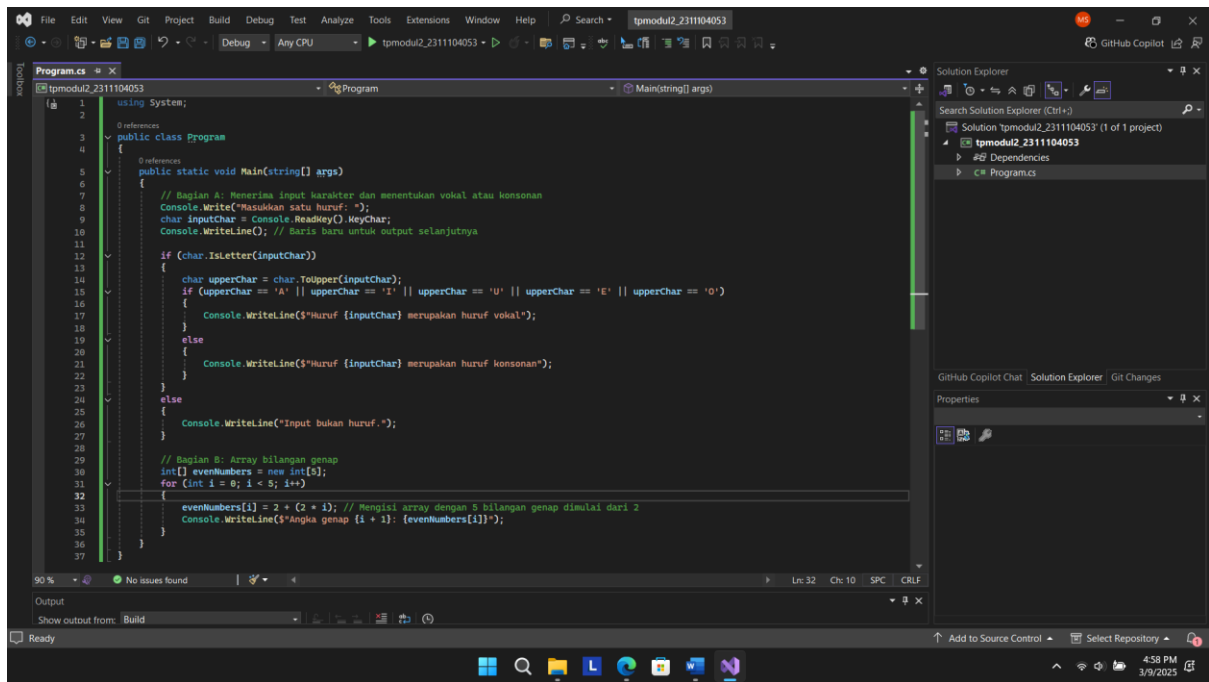 File Edit View Git Project Build Debug Test Analyze Tools Extensions Window Help Search tpmodul2_2311104053 MS
Debug Any CPU tpmodul2_2311104053 GitHub Copilot
Toolbox
Program.cs
tpmodul2_2311104053 Program Main(string[] args)
1 using System;
2
0 references
3 public class Program
4 {
0 references
5 public static void Main(string[] args)
6 {
7 // Bagian A: Menerima input karakter dan menentukan vokal atau konsonan
8 Console.Write("Masukkan satu huruf: ");
9 char inputChar = Console.ReadKey().KeyChar;
10 Console.WriteLine(); // Baris baru untuk output selanjutnya
11
12 if (char.IsLetter(inputChar))
13 {
14 char upperChar = char.ToUpper(inputChar);
15 if (upperChar == 'A' || upperChar == 'I' || upperChar == 'U' || upperChar == 'E' || upperChar == 'O')
16 {
17 Console.WriteLine($"Huruf {inputChar} merupakan huruf vokal");
18 }
19 else
20 {
21 Console.WriteLine($"Huruf {inputChar} merupakan huruf konsonan");
22 }
23 }
24 else
25 {
26 Console.WriteLine("Input bukan huruf.");
27 }
28
29 // Bagian B: Array bilangan genap
30 int[] evenNumbers = new int[5];
31 for (int i = 0; i < 5; i++)
32 {
33 evenNumbers[i] = 2 + (2 * i); // Mengisi array dengan 5 bilangan genap dimulai dari 2
34 Console.WriteLine($"Angka genap {i + 1}: {evenNumbers[i]}");
35 }
36 }
37 }
90 % No issues found Ln: 32 Ch: 10 SPC CRLF
Output
Show output from: Build
Solution Explorer
Search Solution Explorer (Ctrl+;)
Solution 'tpmodul2_2311104053' (1 of 1 project)
tpmodul2_2311104053
Dependencies
C# Program.cs
GitHub Copilot Chat Solution Explorer Git Changes
Properties
Ready Add to Source Control Select Repository 1
L W
4:58 PM
3/9/2025